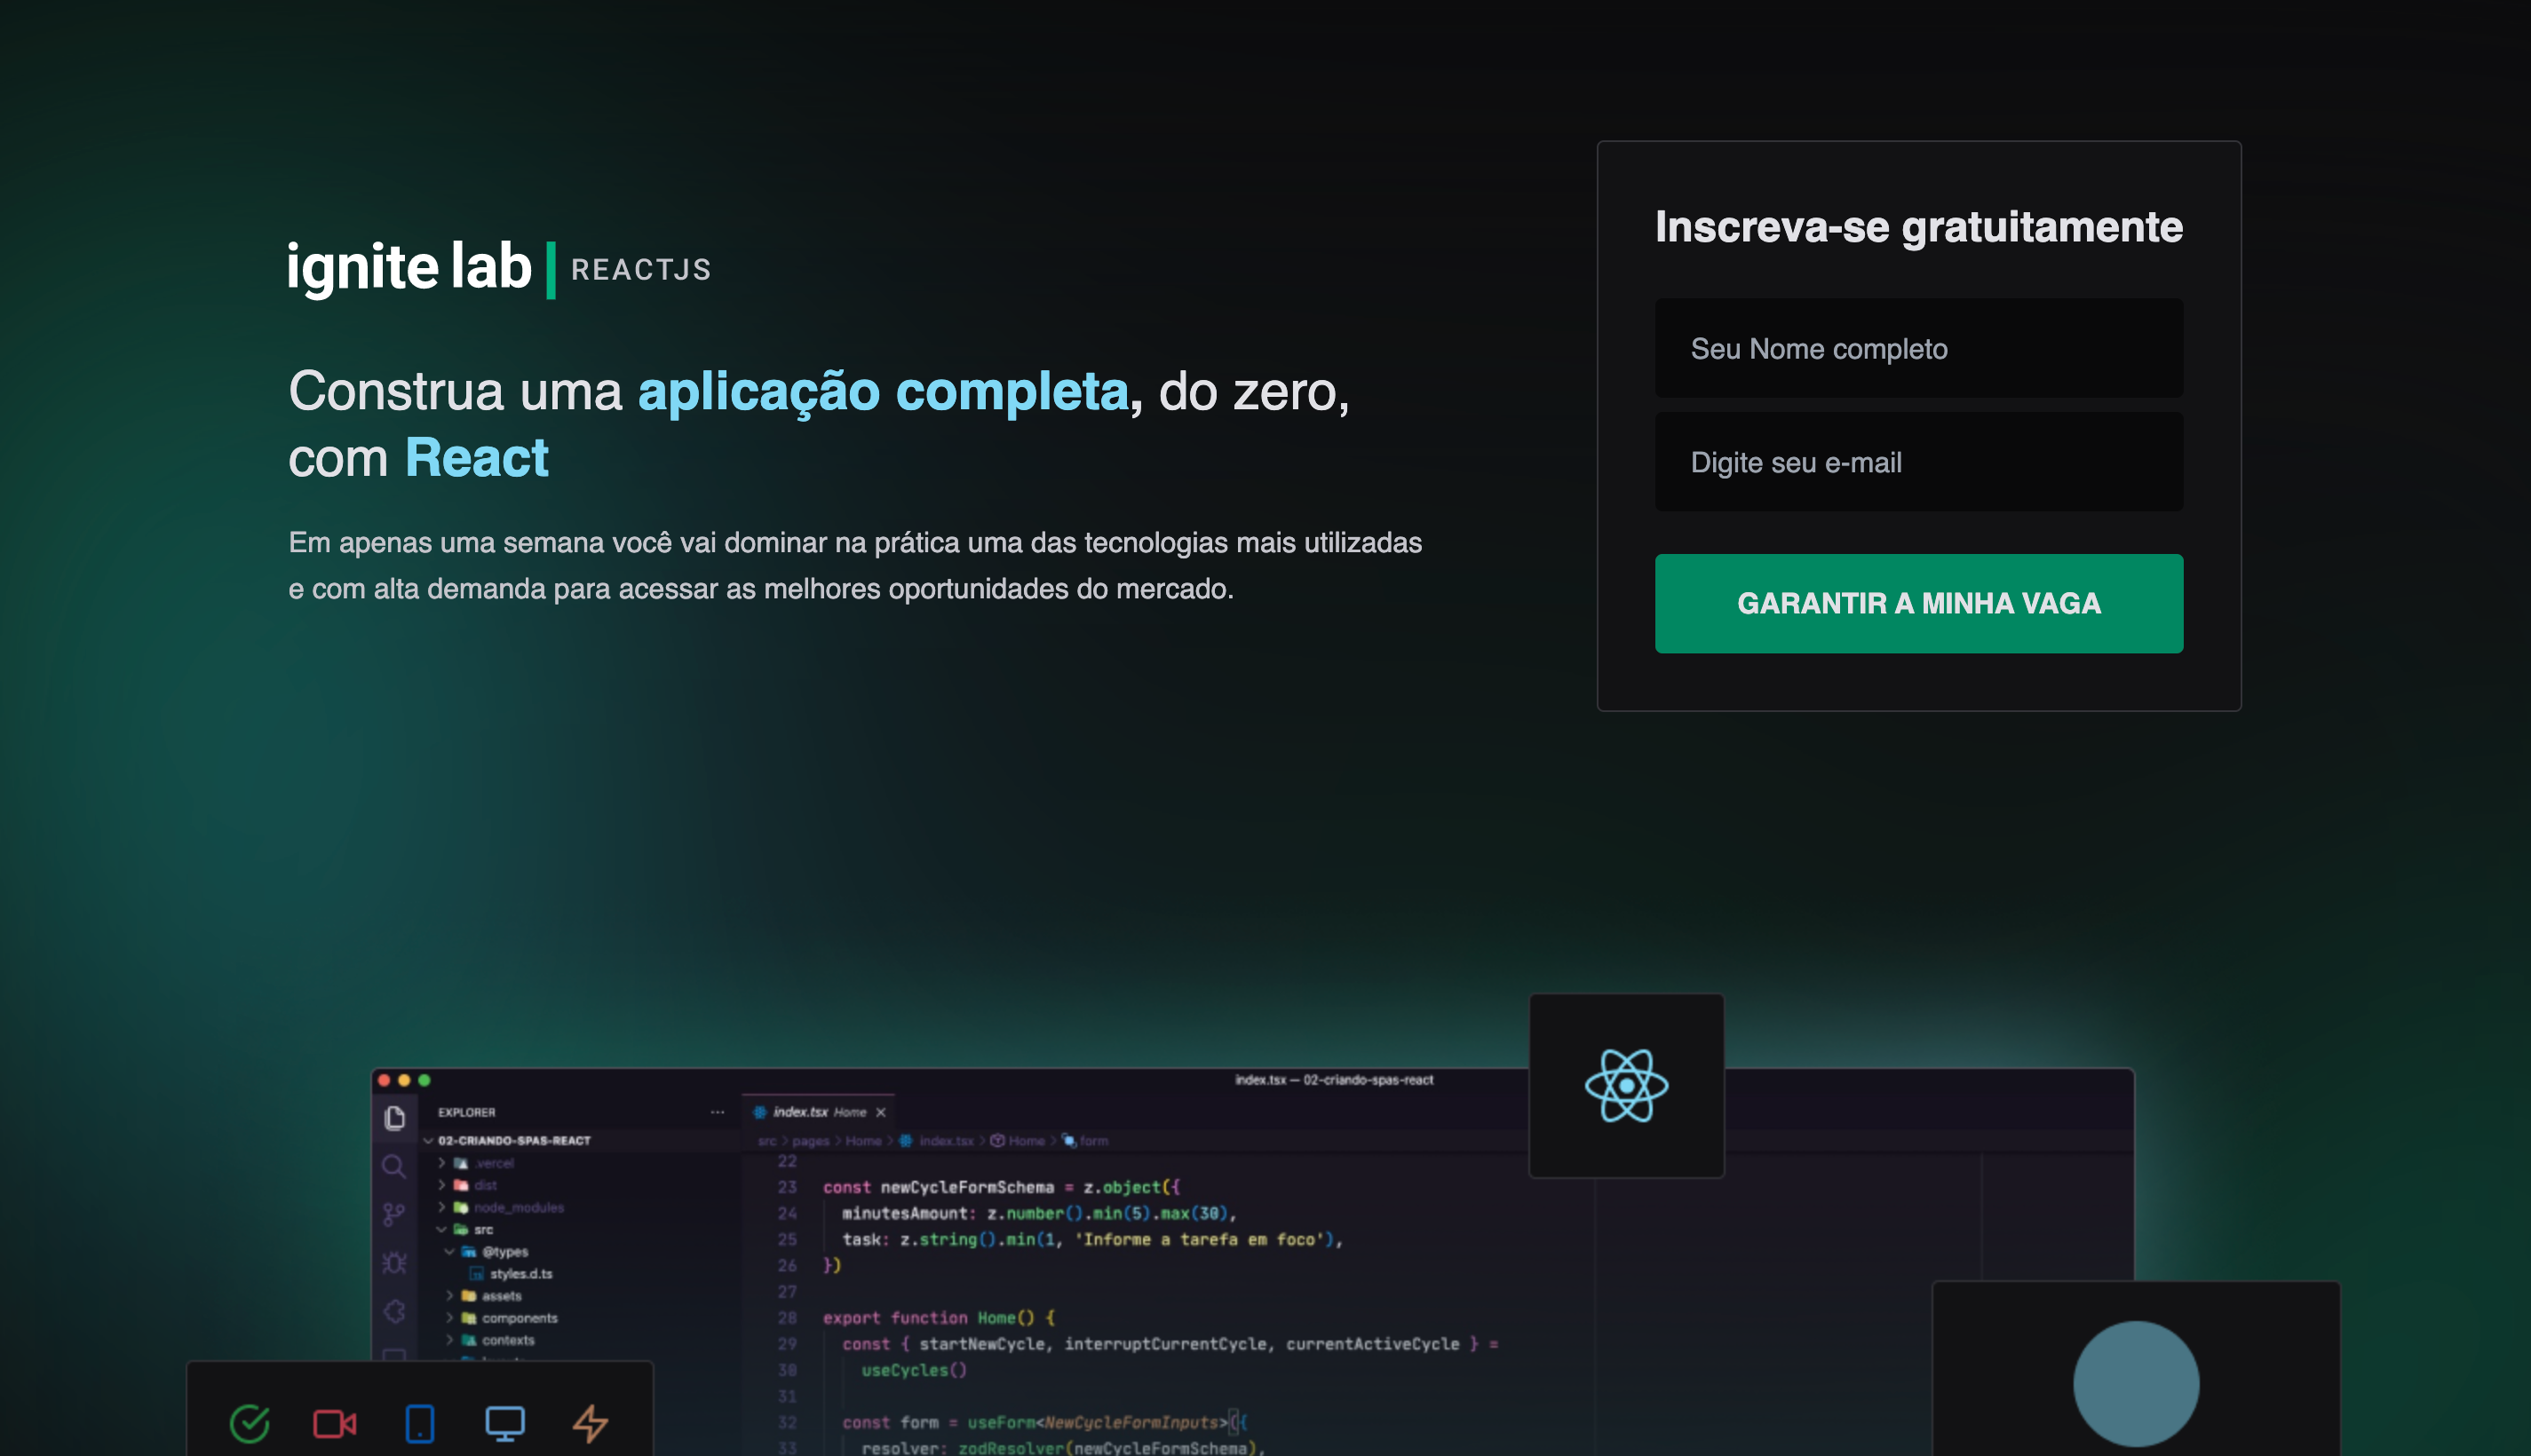 ignite lab | REACTJS
Construa uma aplicação completa, do zero,
com React
Em apenas uma semana você vai dominar na prática uma das tecnologias mais utilizadas
e com alta demanda para acessar as melhores oportunidades do mercado.
Inscreva-se gratuitamente
Seu Nome completo
Digite seu e-mail
GARANTIR A MINHA VAGA
index.tsx — 02-criando-spas-react
EXPLORER
02-CRIANDO-SPAS-REACT
.vercel
dist
node_modules
src
@types
styles.d.ts
assets
components
contexts
index.tsx Home
src > pages > Home > index.tsx > Home > form
22
23 const newCycleFormSchema = z.object({
24 minutesAmount: z.number().min(5).max(30),
25 task: z.string().min(1, 'Informe a tarefa em foco'),
26 })
27
28 export function Home() {
29 const { startNewCycle, interruptCurrentCycle, currentActiveCycle } =
30 useCycles()
31
32 const form = useForm<NewCycleFormInputs>({
33 resolver: zodResolver(newCycleFormSchema),